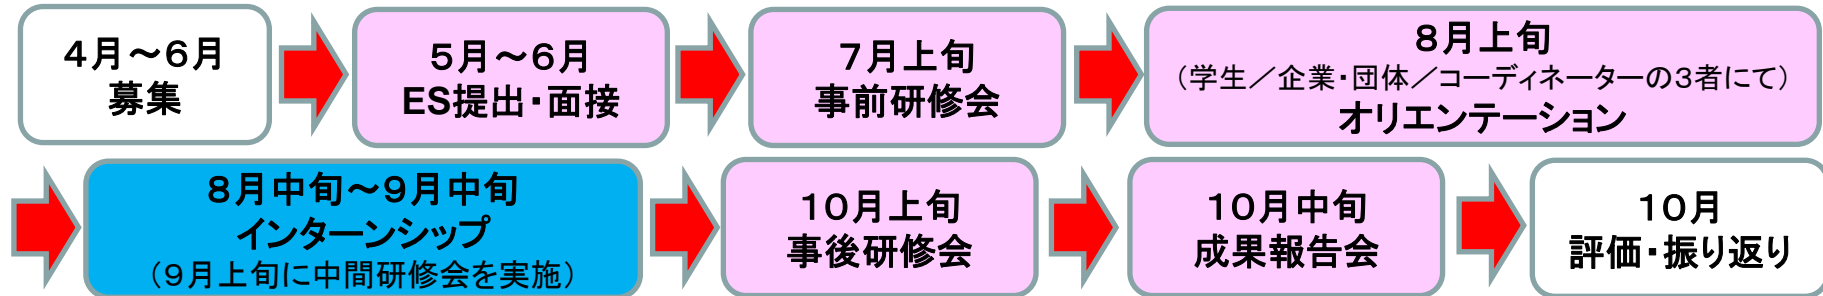 ４月～６月
募集
５月～６月
ES提出・面接
７月上旬
事前研修会
８月上旬
（学生／企業・団体／コーディネーターの３者にて）
オリエンテーション
８月中旬～９月中旬
インターンシップ
（９月上旬に中間研修会を実施）
１０月上旬
事後研修会
１０月中旬
成果報告会
１０月
評価・振り返り